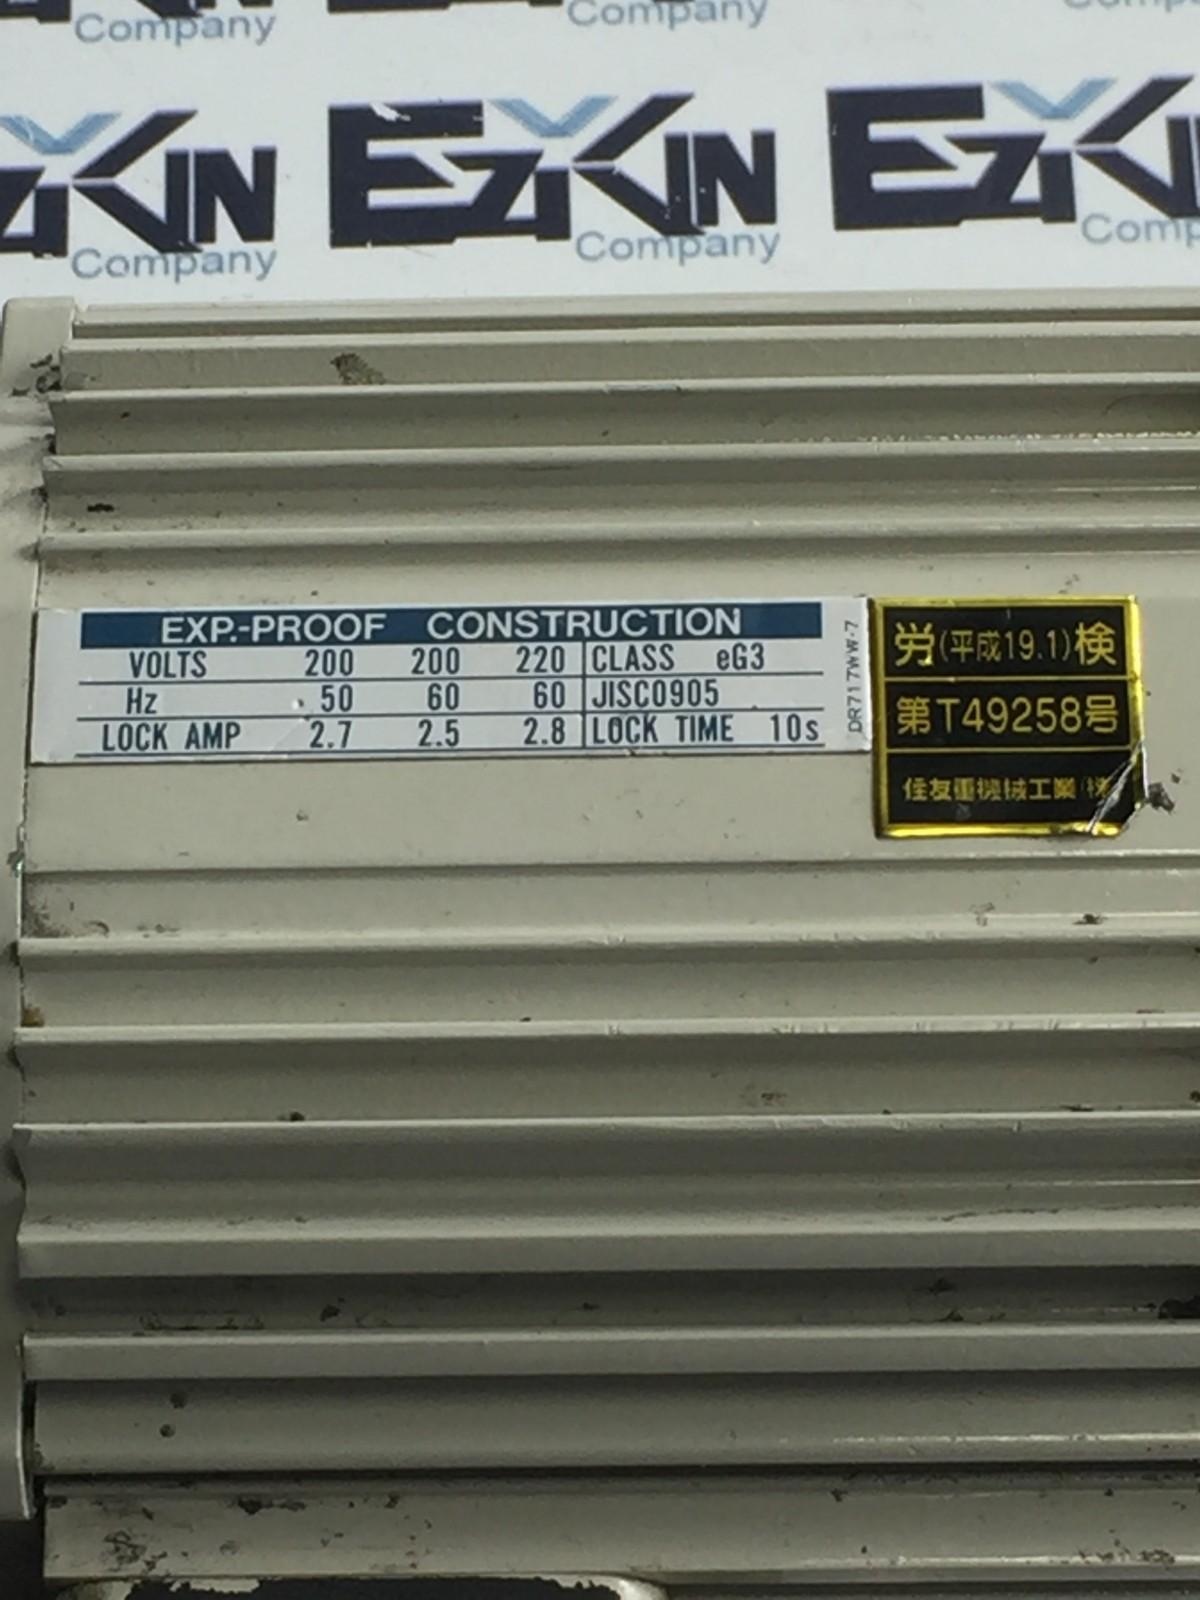 Company
Company
EZKIN
EZKIN
EZKIN
Company
Company
EXP.-PROOF CONSTRUCTION
VOLTS 200 200 220 CLASS eG3
Hz 50 60 60 JISC0905
LOCK AMP 2.7 2.5 2.8 LOCK TIME 10s
DR717WW-7
労(平成19.1)検
第T49258号
住友重機械工業(株